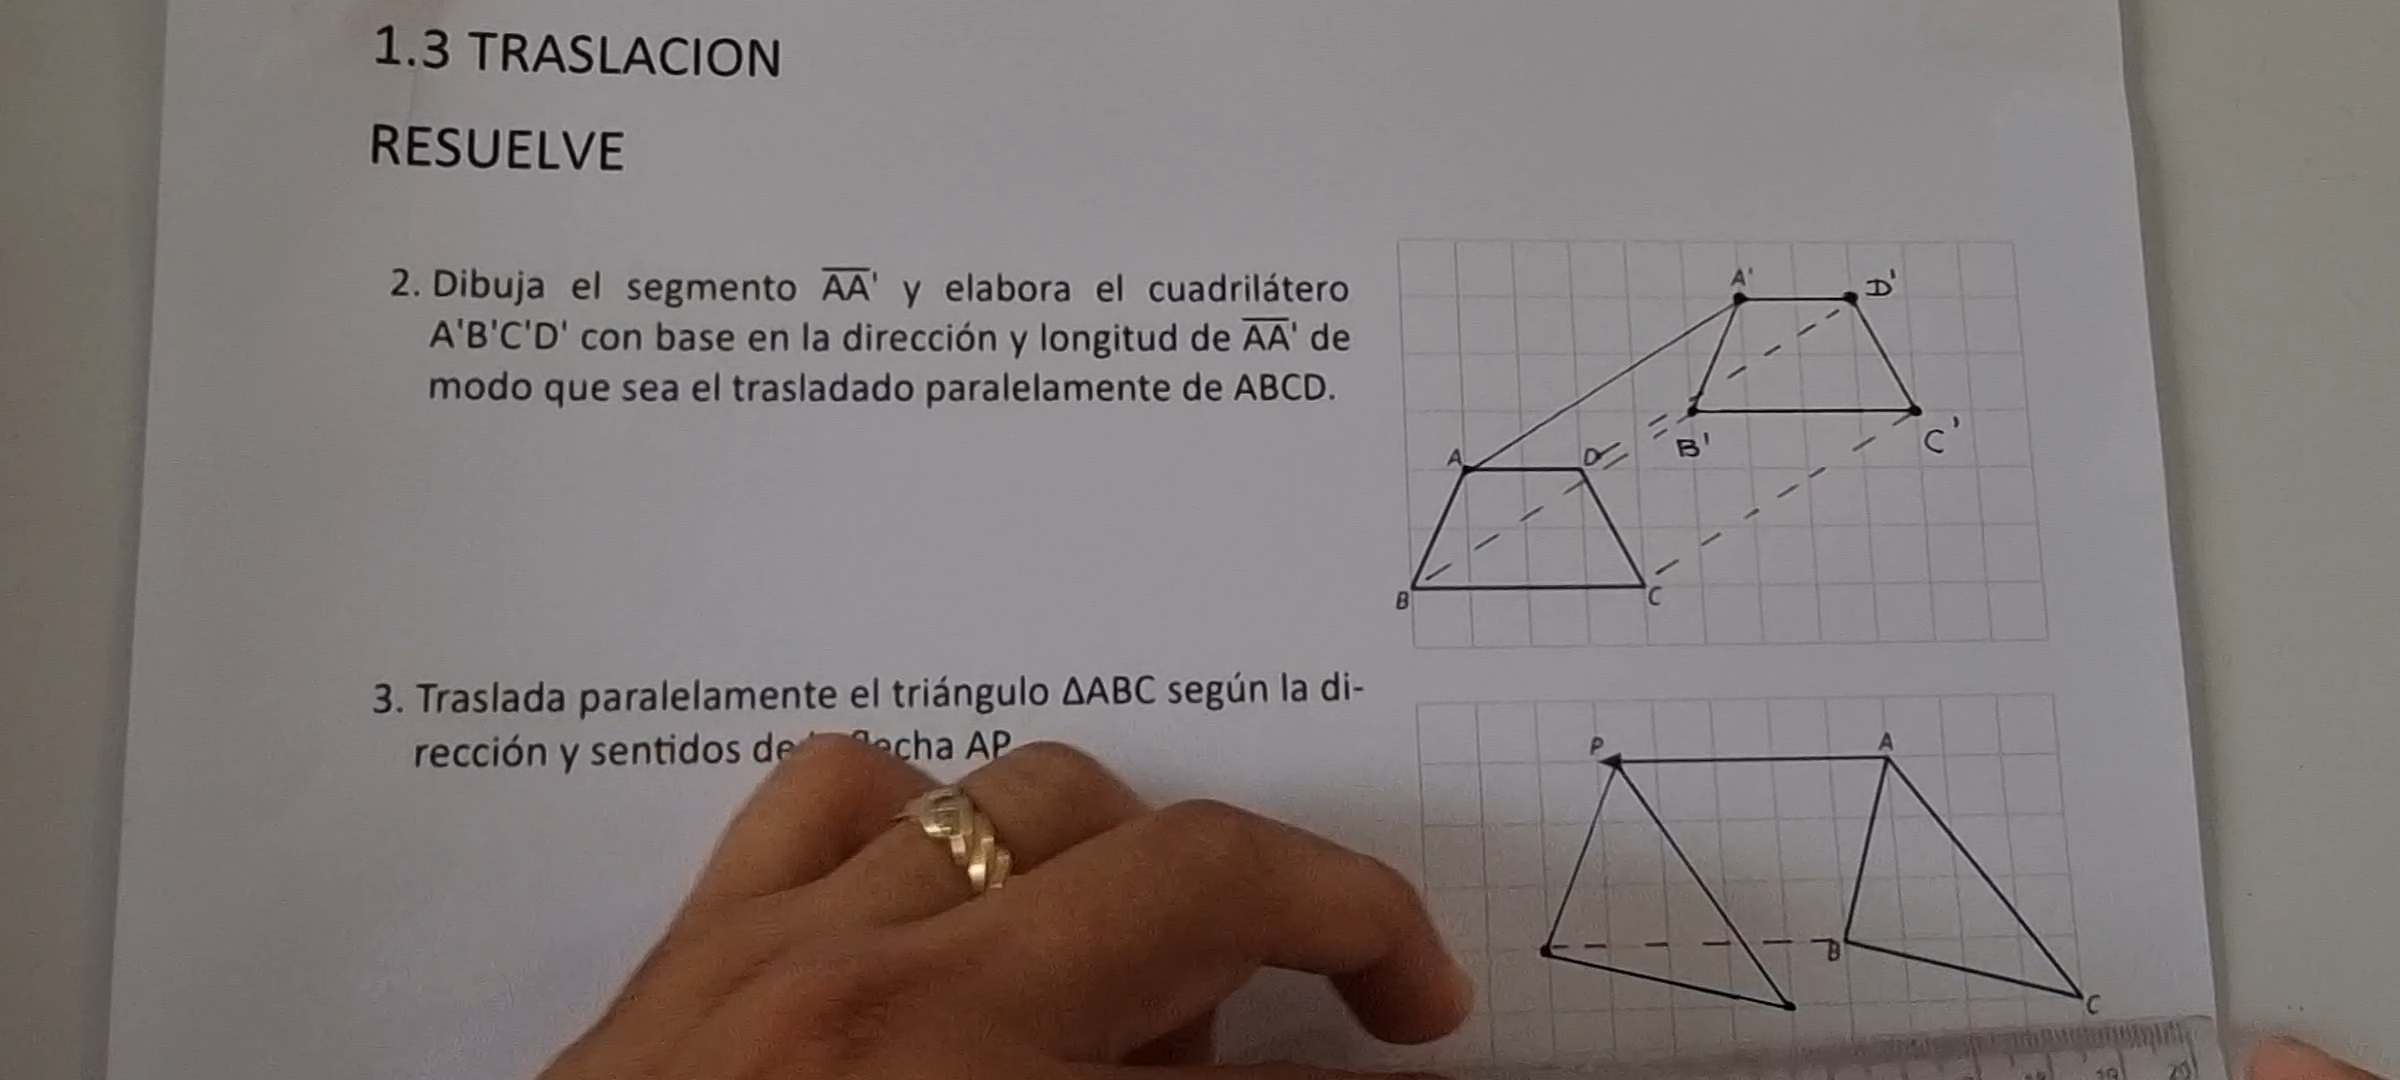 1.3 TRASLACION
RESUELVE
2. Dibuja el segmento AA' y elabora el cuadrilátero
A'B'C'D' con base en la dirección y longitud de AA' de
modo que sea el trasladado paralelamente de ABCD.
A'
D'
A
D
B'
C'
B
C
3. Traslada paralelamente el triángulo ΔABC según la di-
rección y sentidos de AP
P
A
B
C
19
20